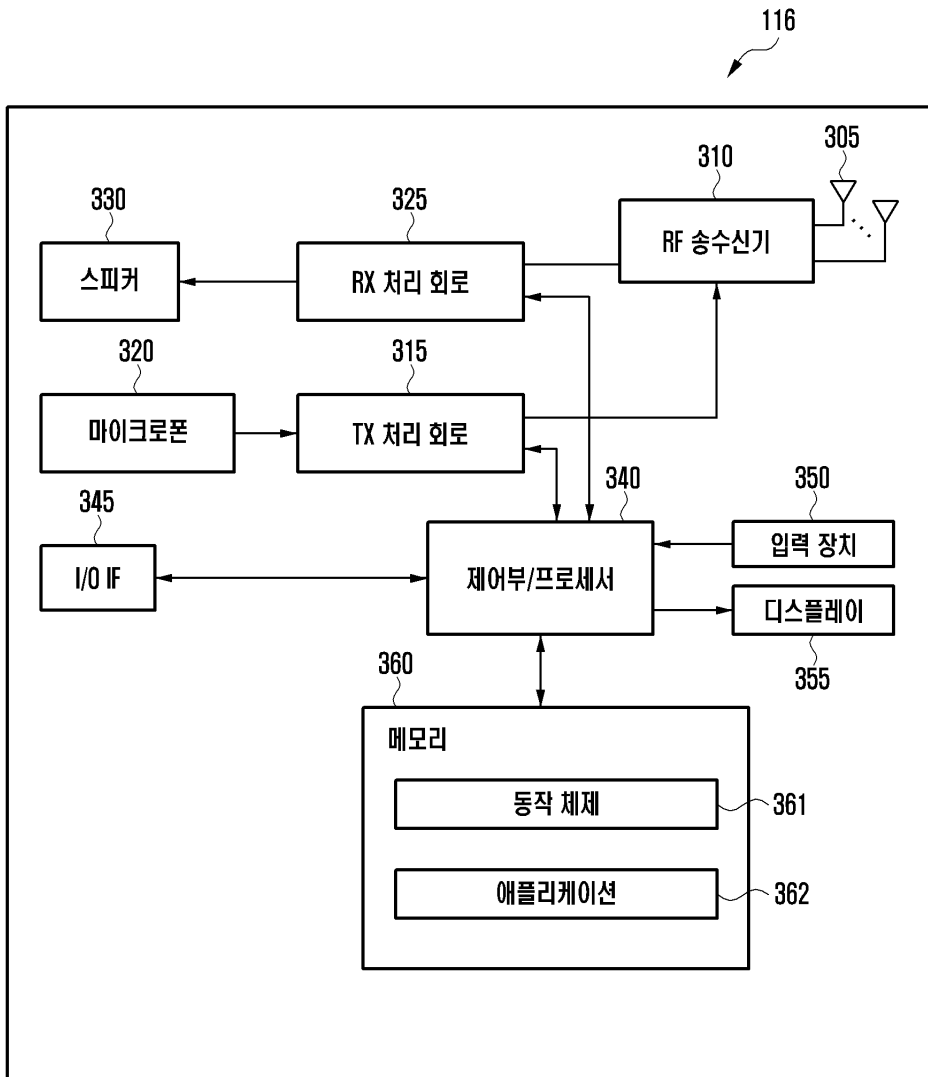 116
305
310
330
325
RF 송수신기
스피커
RX 처리 회로
320
315
마이크로폰
TX 처리 회로
345
340
350
I/O IF
제어부/프로세서
입력 장치
디스플레이
360
355
메모리
동작 체제
361
애플리케이션
362